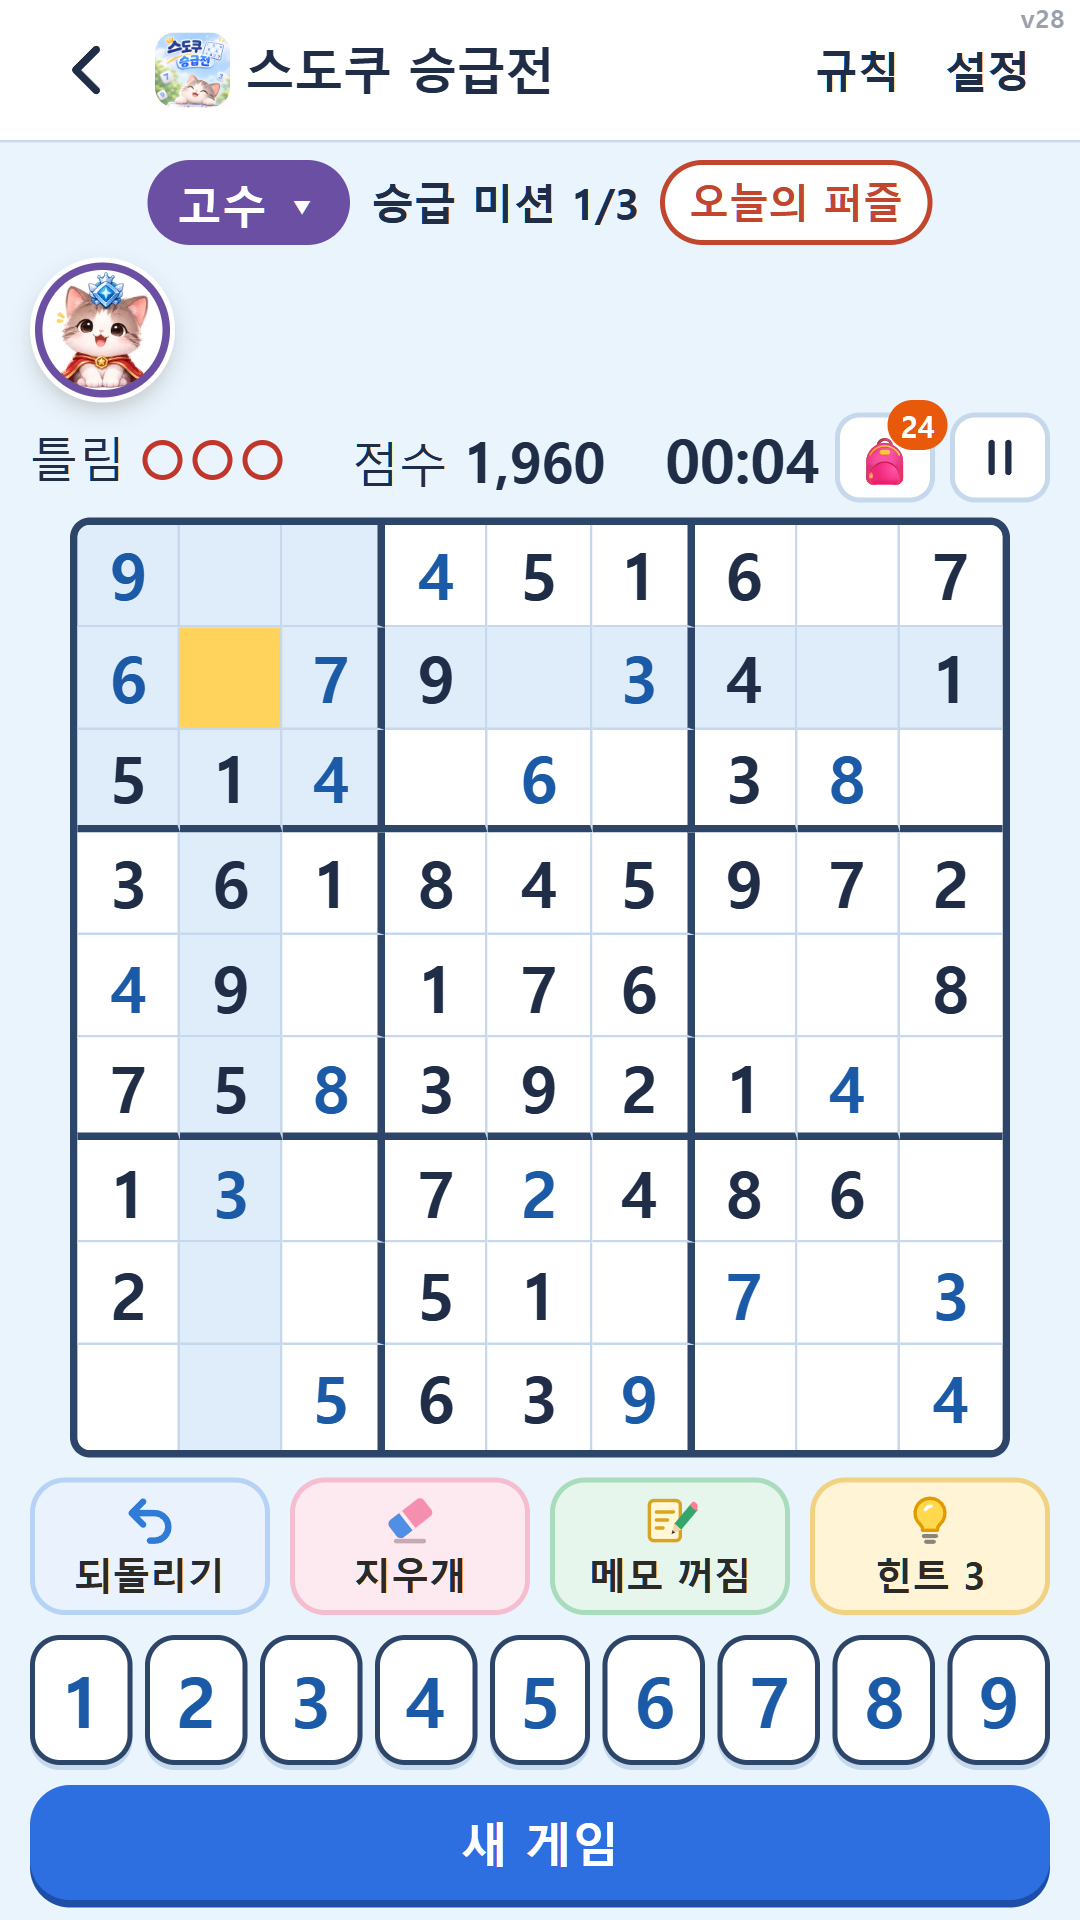 v28
스도쿠 승급전 규칙 설정
고수 ▼ 승급 미션 1/3 오늘의 퍼즐
틀림 점수 1,960 00:04 24
9 4 5 1 6 7
6 7 9 3 4 1
5 1 4 6 3 8
3 6 1 8 4 5 9 7 2
4 9 1 7 6 8
7 5 8 3 9 2 1 4
1 3 7 2 4 8 6
2 5 1 7 3
5 6 3 9 4
되돌리기 지우개 메모 꺼짐 힌트 3
1 2 3 4 5 6 7 8 9
새 게임